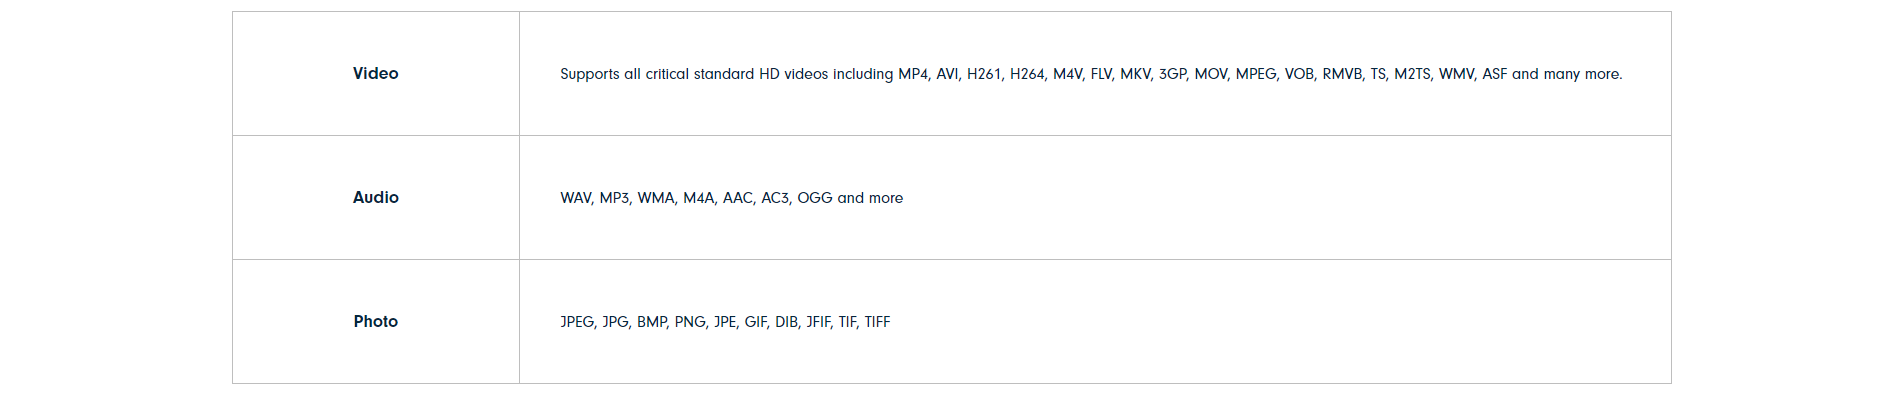 Video
Supports all critical standard HD videos including MP4, AVI, H261, H264, M4V, FLV, MKV, 3GP, MOV, MPEG, VOB, RMVB, TS, M2TS, WMV, ASF and many more.
Audio
WAV, MP3, WMA, M4A, AAC, AC3, OGG and more
Photo
JPEG, JPG, BMP, PNG, JPE, GIF, DIB, JFIF, TIF, TIFF